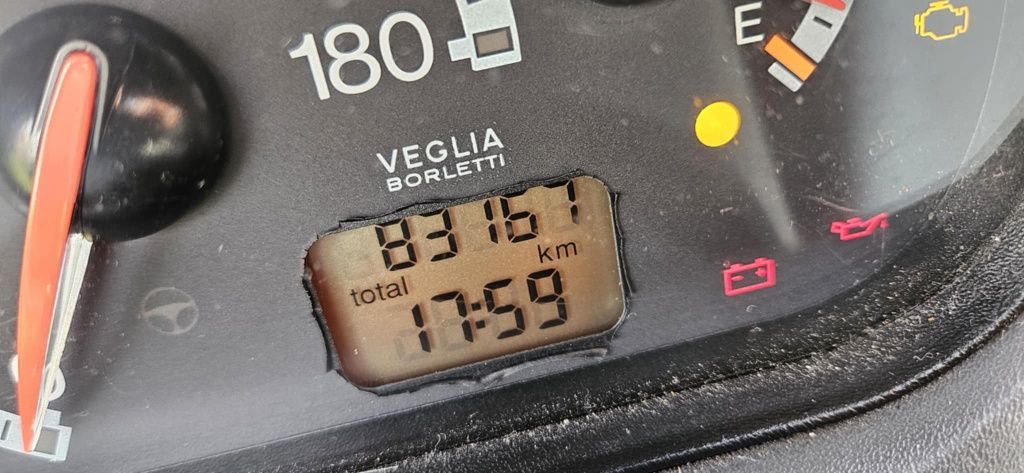 180
E
VEGLIA
BORLETTI
83161
km
total
17:59